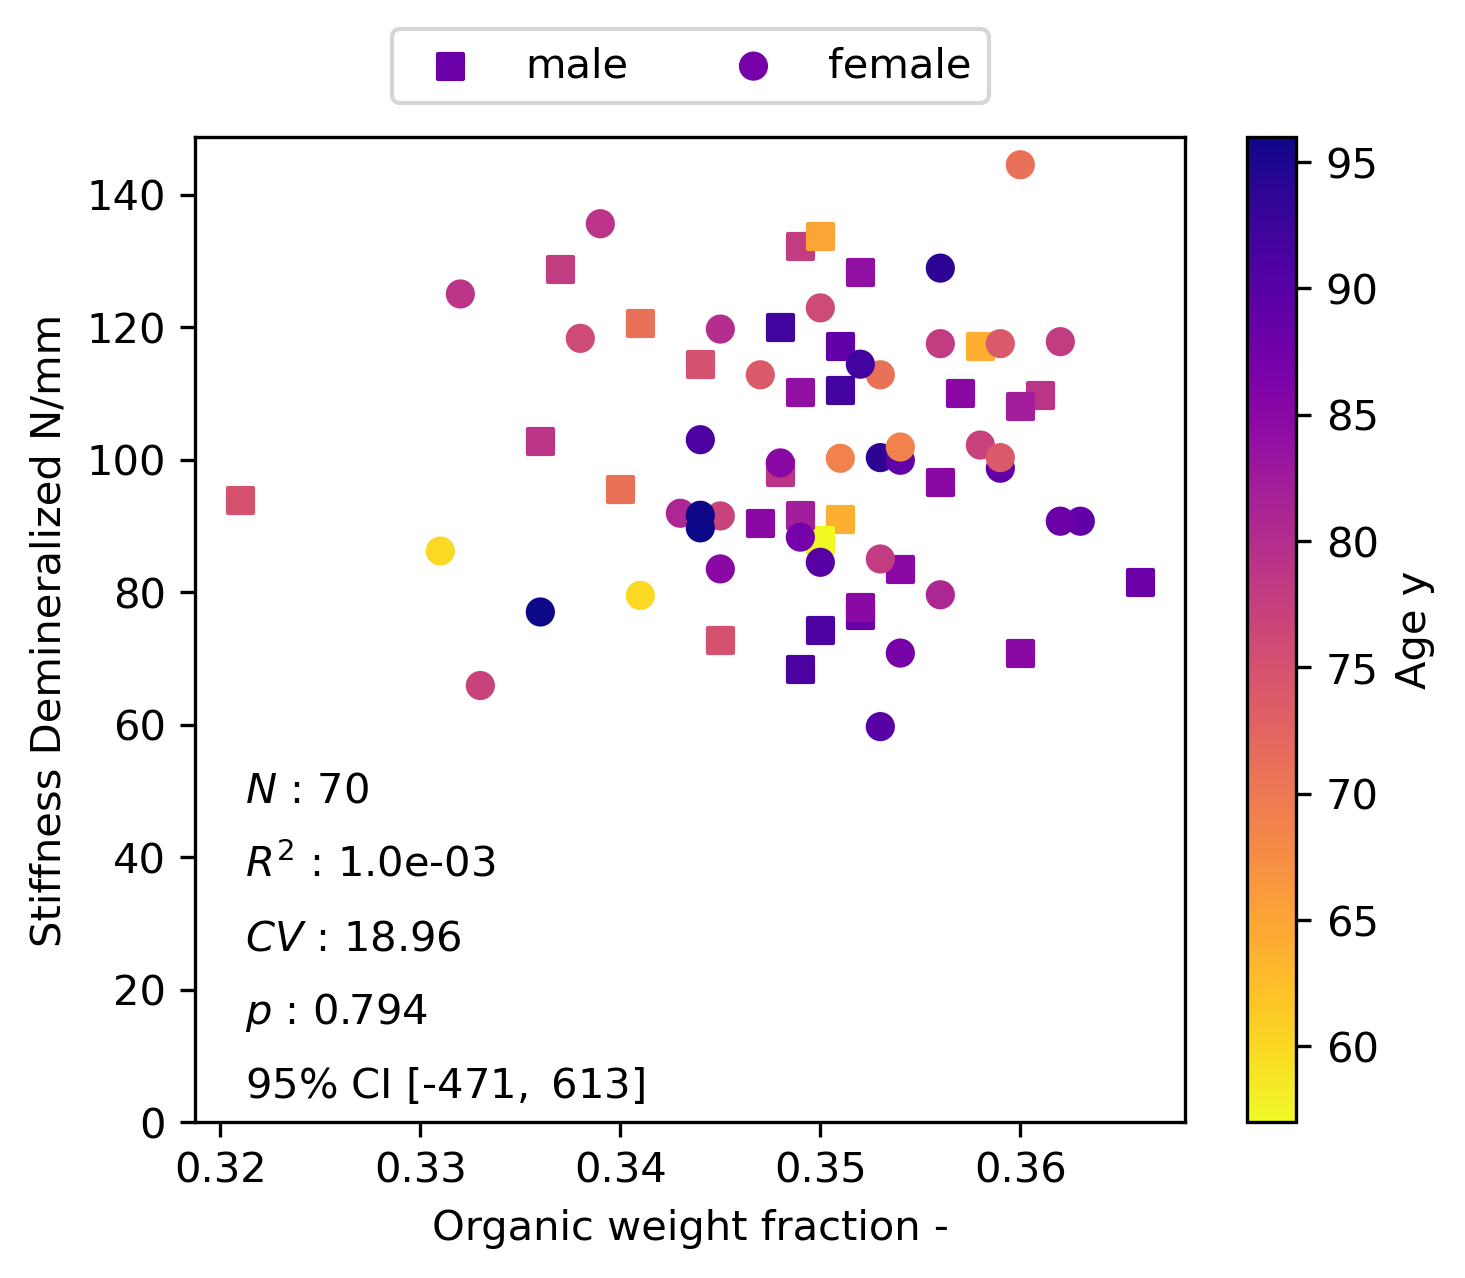 male female
140
120
100
80
60
40
20
0
Stiffness Demineralized N/mm
N : 70
R² : 1.0e-03
CV : 18.96
p : 0.794
95% CI [-471, 613]
0.32 0.33 0.34 0.35 0.36
Organic weight fraction -
95
90
85
80
75
70
65
60
Age y